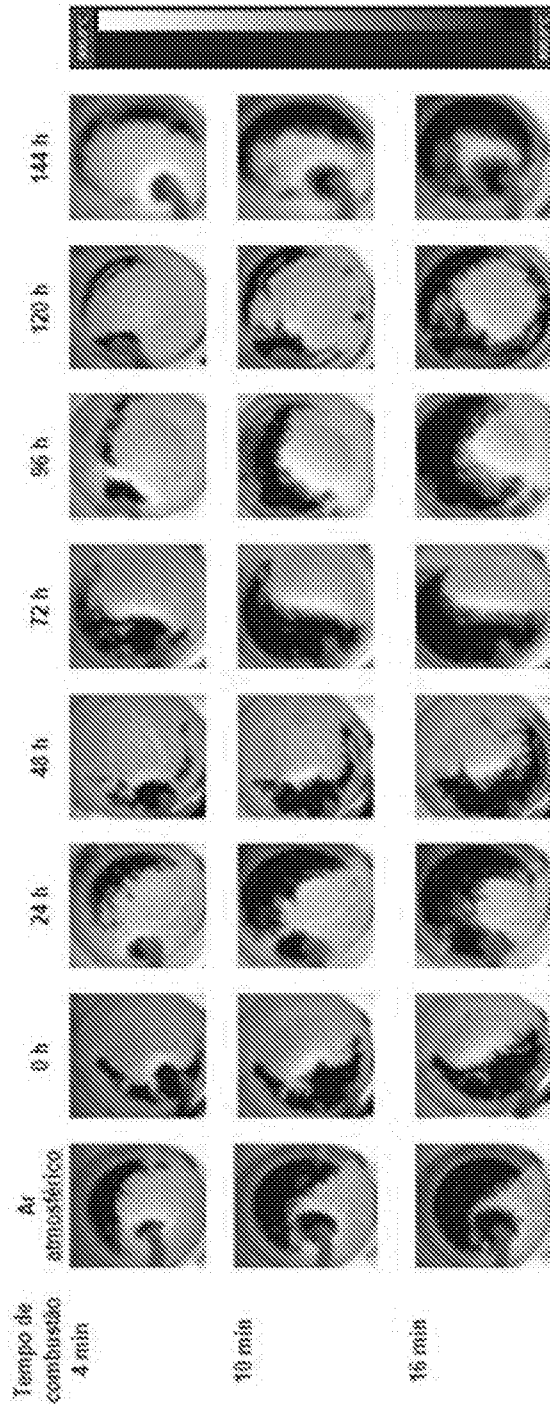 Tempo de
combustão
Ar
atmosférico
0 h
24 h
48 h
72 h
96 h
120 h
144 h
4 min
10 min
16 min